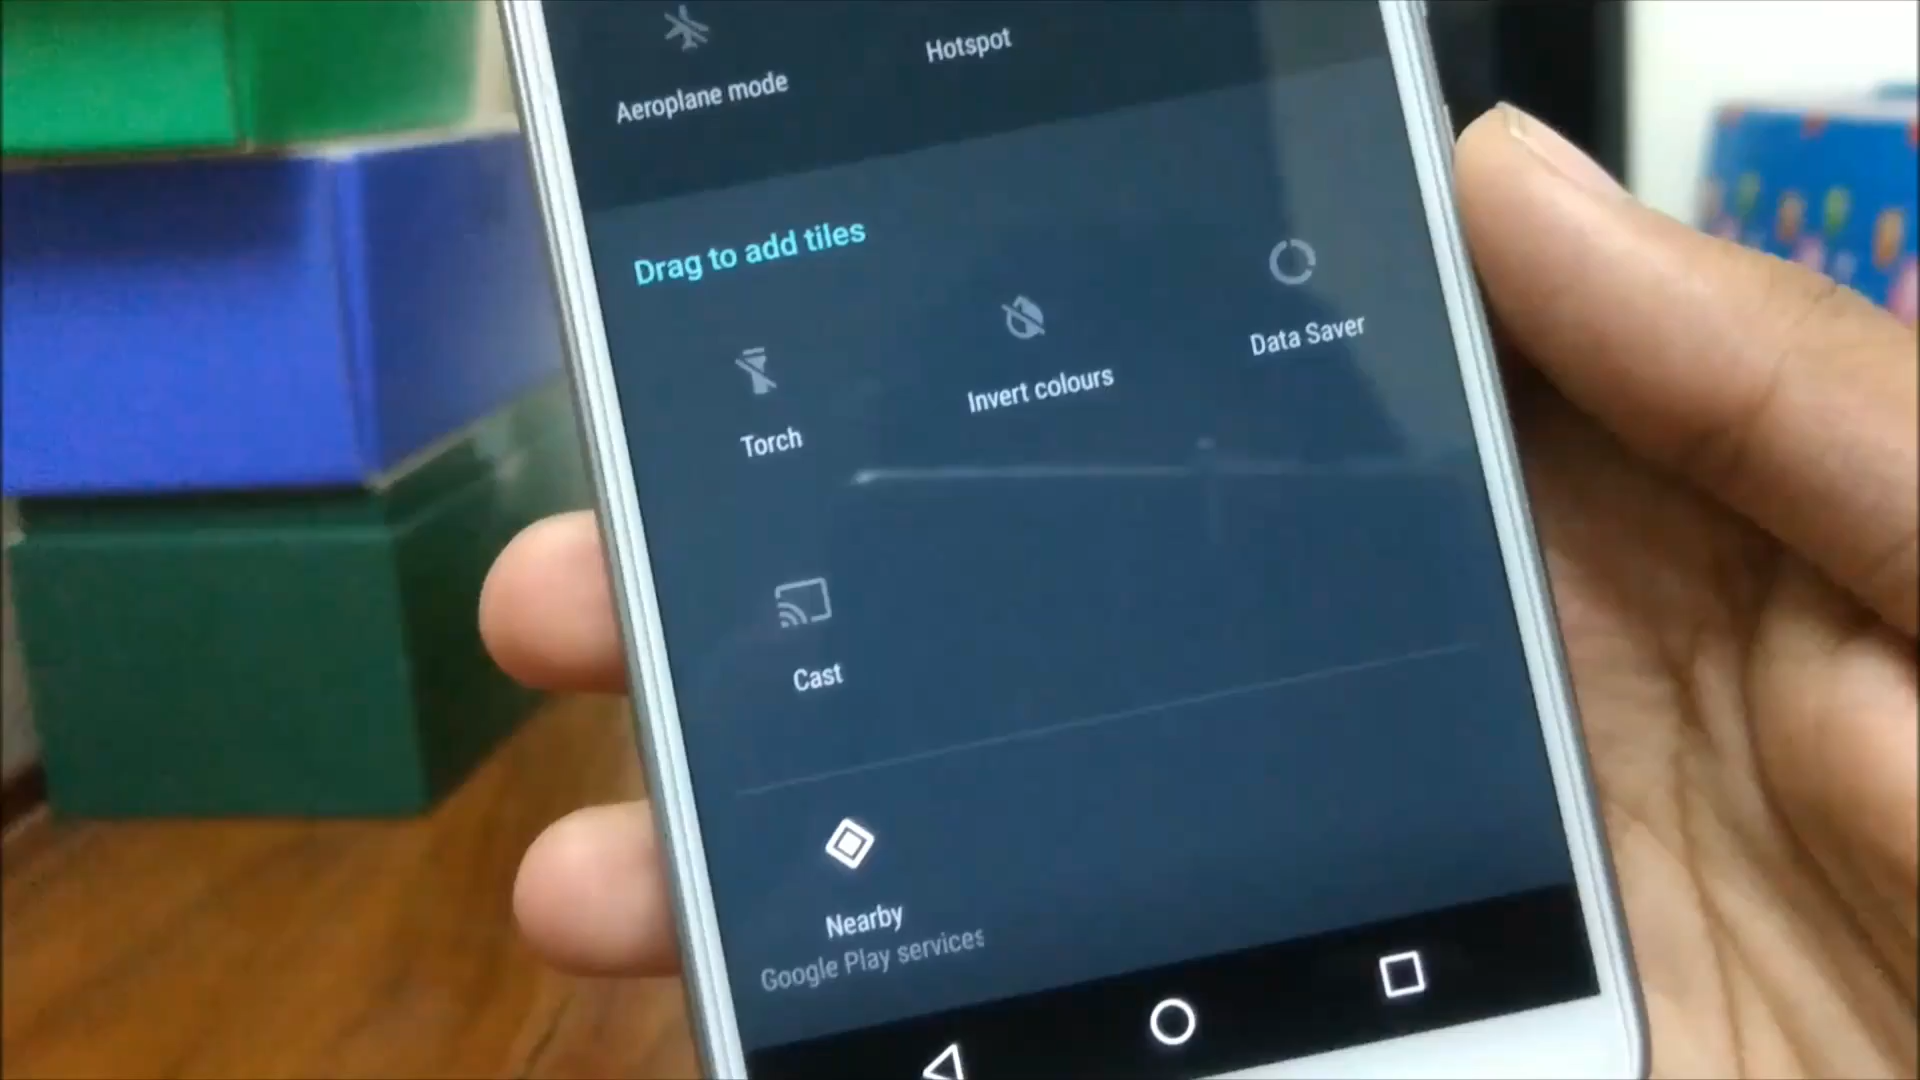 Aeroplane mode
Hotspot
Drag to add tiles
Torch
Invert colours
Data Saver
Cast
Nearby
Google Play services